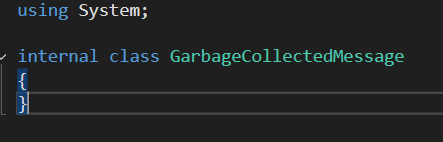 using System;
internal class GarbageCollectedMessage
{
}